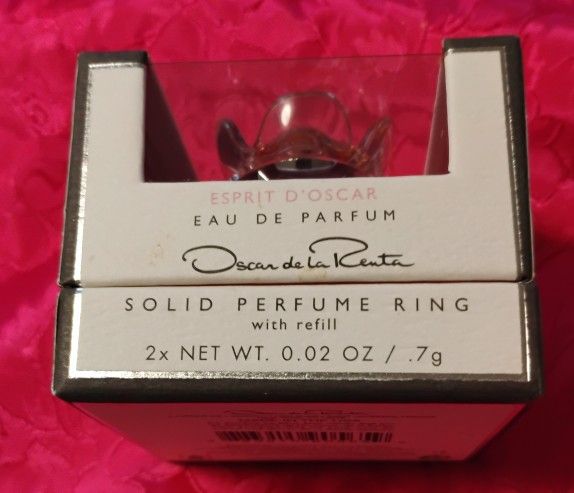 ESPRIT D'OSCAR
EAU DE PARFUM
Oscar de la Renta
SOLID PERFUME RING
with refill
2x NET WT. 0.02 OZ / .7g